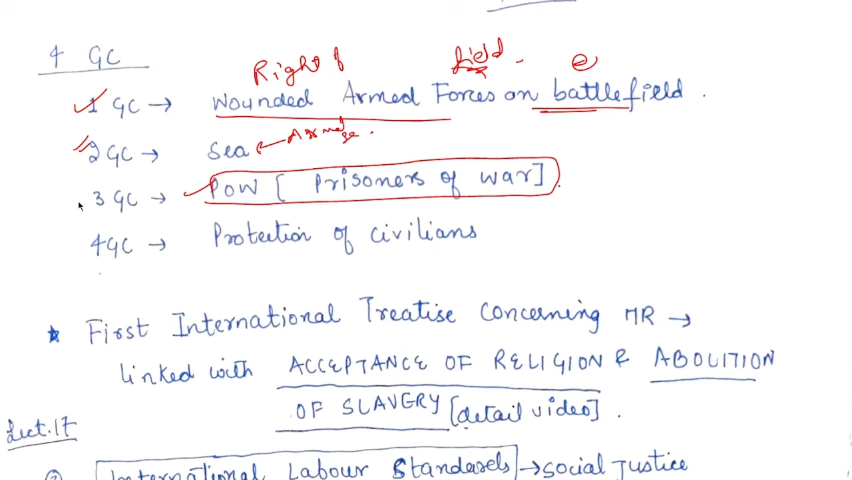 4 GC
Right of field
1 GC → Wounded Armed Forces on battlefield.
2 GC → Sea ←
3 GC → POW [Prisoners of war].
4 GC → Protection of civilians
★ First International Treatise concerning HR →
linked with ACCEPTANCE OF RELIGION & ABOLITION
OF SLAVERY [detail video].
Lect. 17
International Labour Standards → social Justice